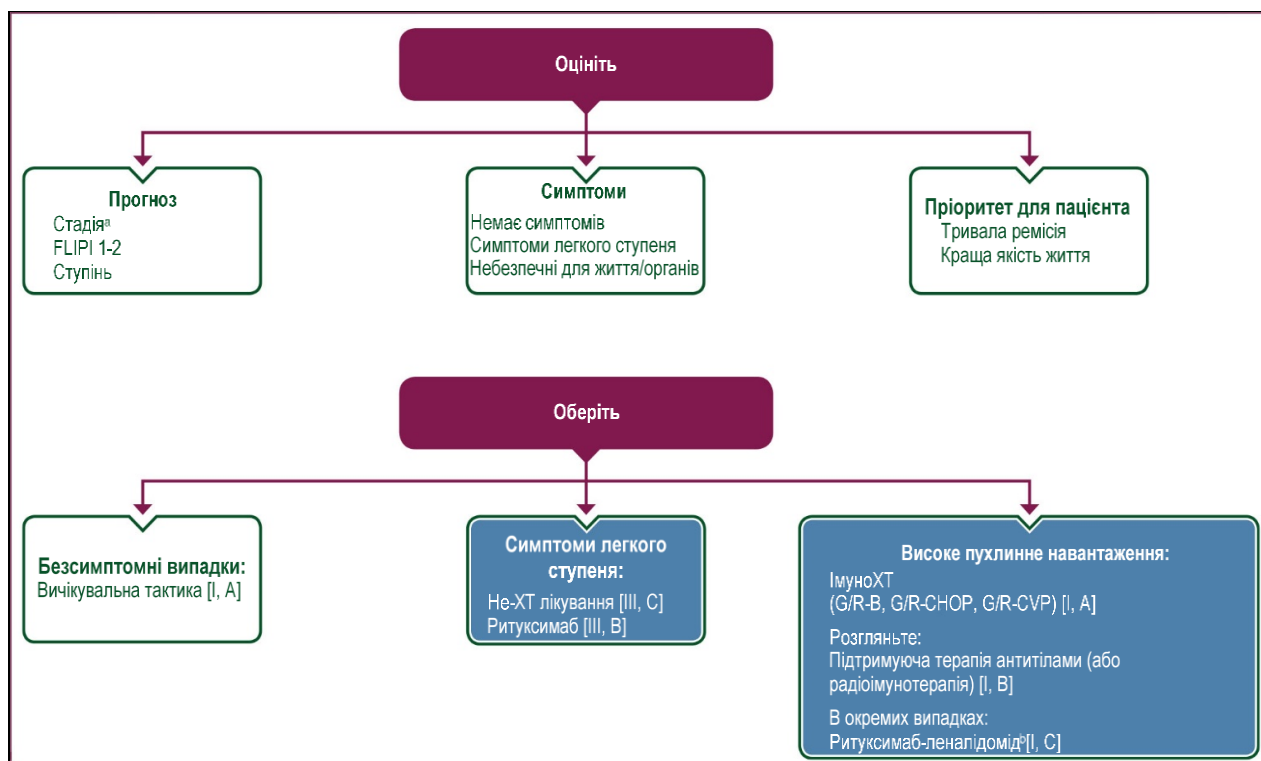 Оцініть
Прогноз
Стадіяᵃ
FLIPI 1-2
Ступінь
Симптоми
Немає симптомів
Симптоми легкого ступеня
Небезпечні для життя/органів
Пріоритет для пацієнта
Тривала ремісія
Краща якість життя
Оберіть
Безсимптомні випадки:
Вичікувальна тактика [I, A]
Симптоми легкого
ступеня:
Не-ХТ лікування [III, C]
Ритуксимаб [III, B]
Високе пухлинне навантаження:
ІмуноХТ
(G/R-B, G/R-CHOP, G/R-CVP) [I, A]
Розгляньте:
Підтримуюча терапія антитілами (або
радіоімунотерапія) [I, B]
В окремих випадках:
Ритуксимаб-леналідомідᵇ[I, C]